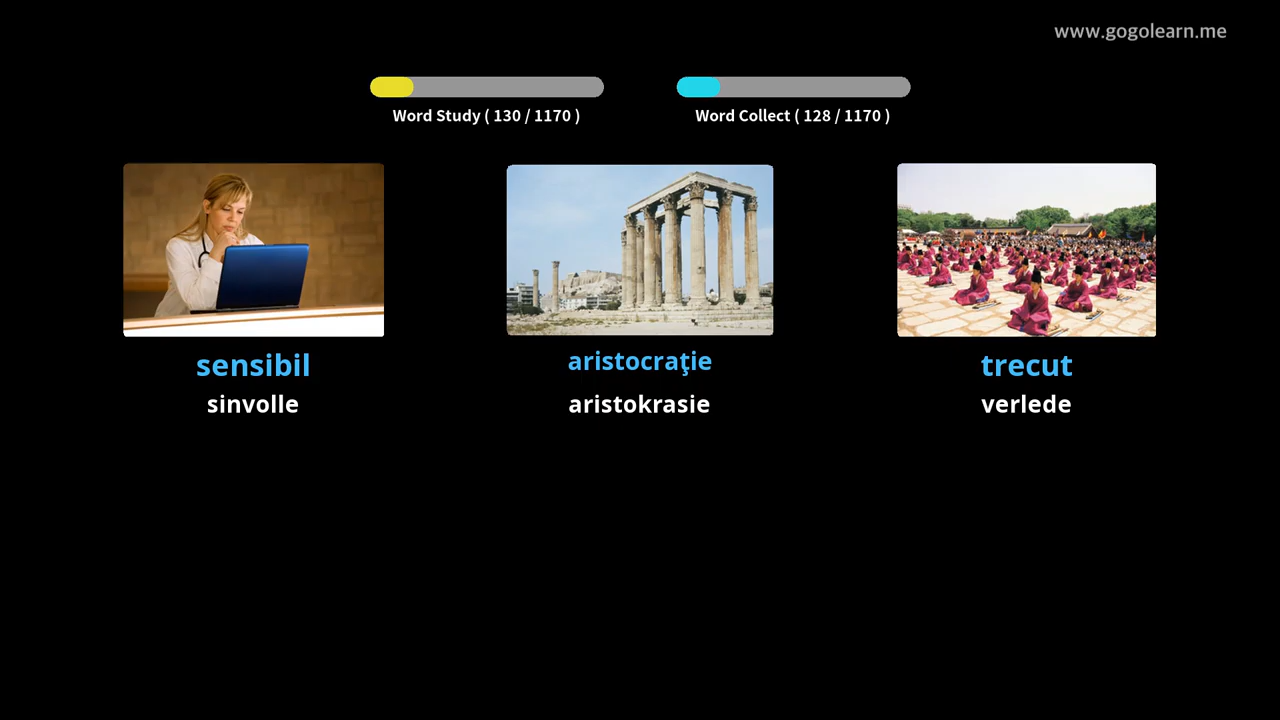 www.gogolearn.me
Word Study ( 130 / 1170 )
Word Collect ( 128 / 1170 )
sensibil
sinvolle
aristocraţie
aristokrasie
trecut
verlede